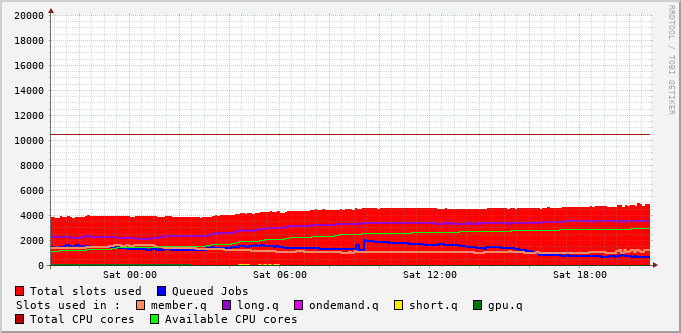 RRDTOOL / TOBI OETIKER
20000
18000
16000
14000
12000
10000
8000
6000
4000
2000
0
Sat 00:00 Sat 06:00 Sat 12:00 Sat 18:00
Total slots used Queued Jobs
Slots used in : member.q long.q ondemand.q short.q gpu.q
Total CPU cores Available CPU cores